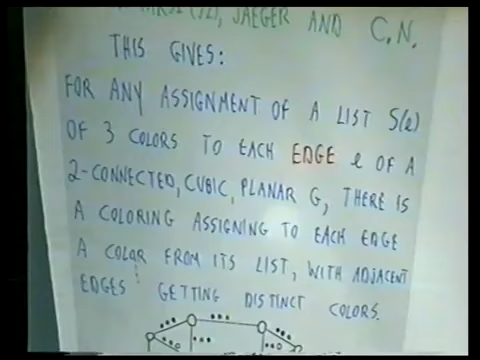 JAEGER AND C.N.
THIS GIVES:
FOR ANY ASSIGNMENT OF A LIST S(e)
OF 3 COLORS TO EACH EDGE e OF A
2-CONNECTED, CUBIC, PLANAR G, THERE IS
A COLORING ASSIGNING TO EACH EDGE
A COLOR FROM ITS LIST, WITH ADJACENT
EDGES GETTING DISTINCT COLORS.